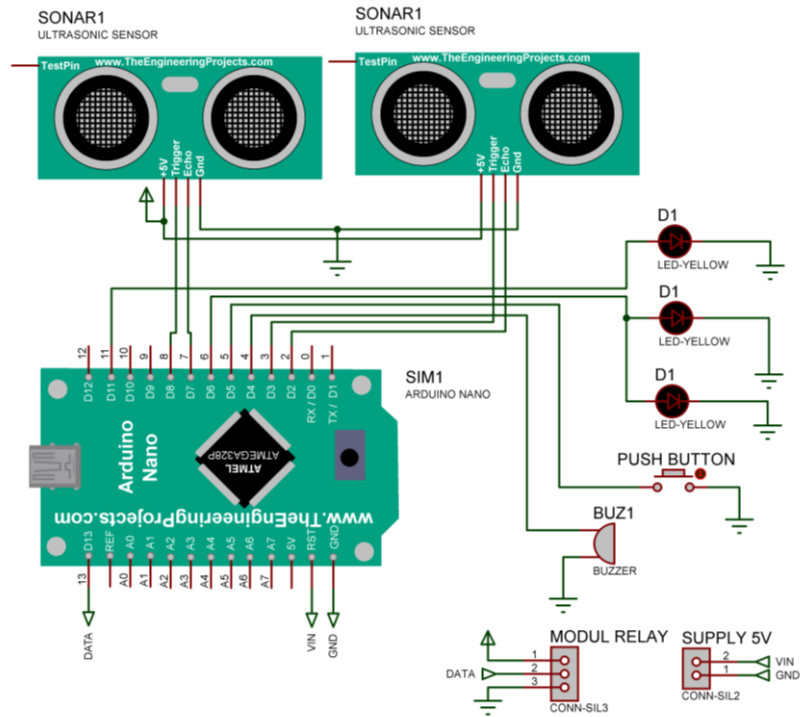 SONAR1
ULTRASONIC SENSOR
TestPin
www.TheEngineeringProjects.com
+5V
Trigger
Echo
Gnd
SONAR1
ULTRASONIC SENSOR
TestPin
www.TheEngineeringProjects.com
+5V
Trigger
Echo
Gnd
D1
LED-YELLOW
D1
LED-YELLOW
D1
LED-YELLOW
12
11
10
9
8
7
6
5
4
3
2
0
1
D12
D11
D10
D9
D8
D7
D6
D5
D4
D3
D2
RX / D0
TX / D1
SIM1
ARDUINO NANO
Arduino
Nano
ATMEL
ATMEGA328P
www.TheEngineeringProjects.com
D13
REF
A0
A1
A2
A3
A4
A5
A6
A7
5V
RST
GND
13
A0
A1
A2
A3
A4
A5
A6
A7
DATA
VIN
GND
PUSH BUTTON
BUZ1
BUZZER
MODUL RELAY
1
DATA
2
3
CONN-SIL3
SUPPLY 5V
2
VIN
1
GND
CONN-SIL2